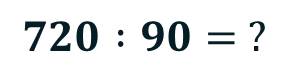 720 : 90 = ?